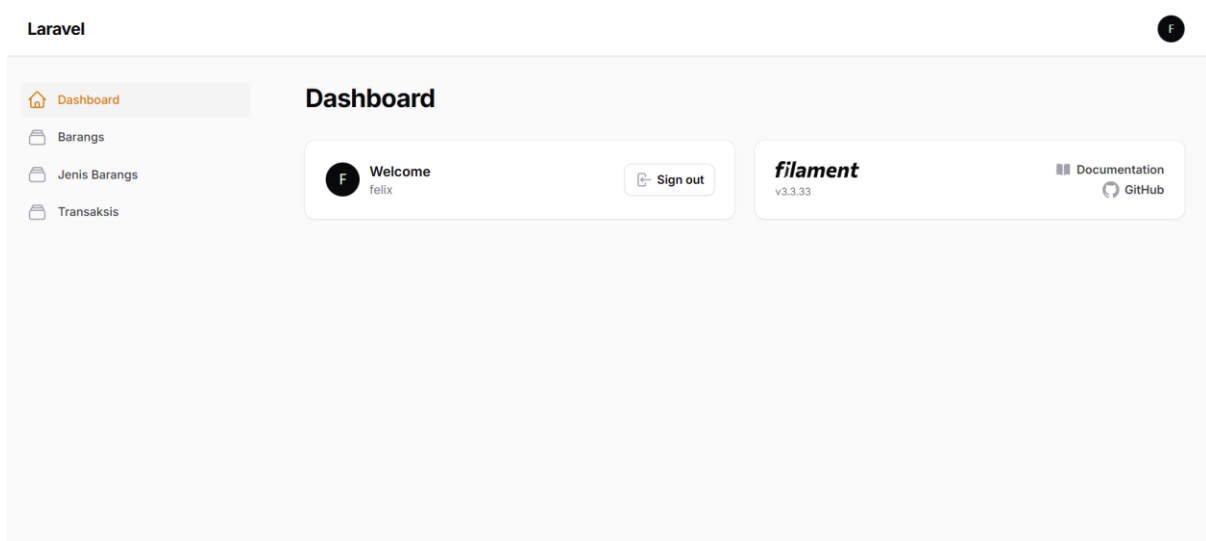 Laravel
F
Dashboard
Barangs
Jenis Barangs
Transaksis
Dashboard
F
Welcome
felix
Sign out
filament
v3.3.33
Documentation
GitHub